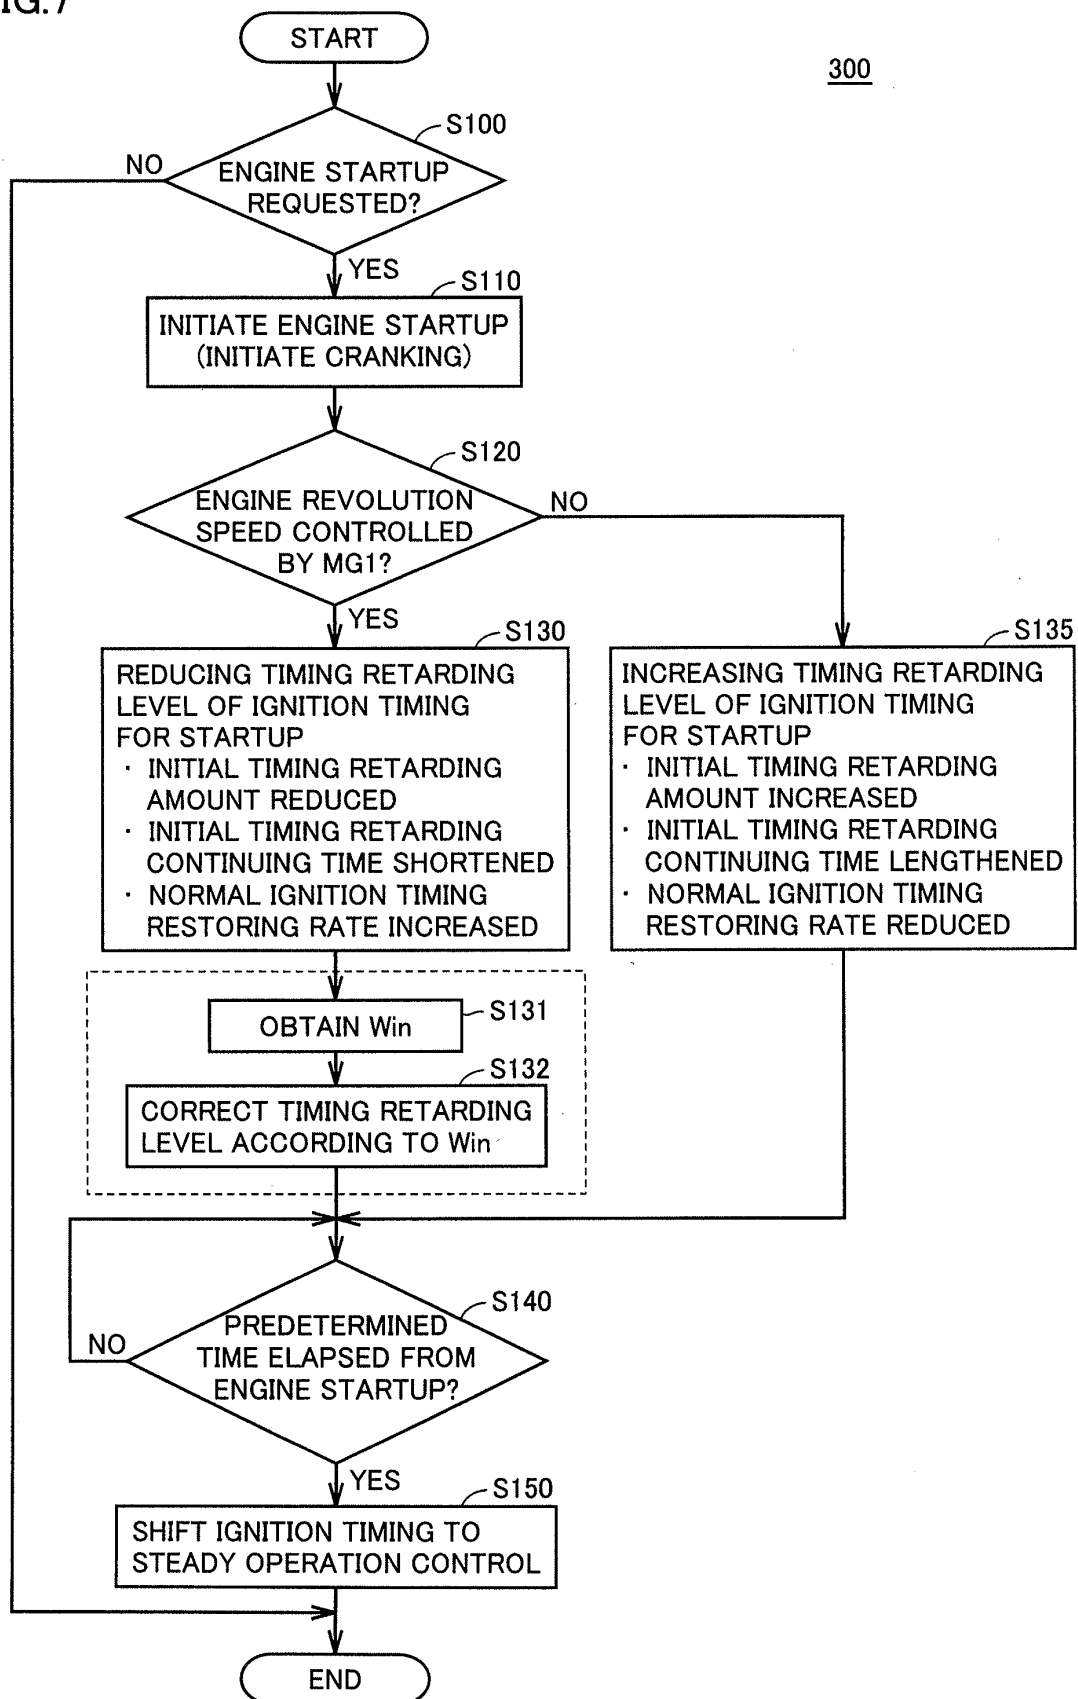 FIG.7
START
300
S100
NO
ENGINE STARTUP
REQUESTED?
YES
S110
INITIATE ENGINE STARTUP
(INITIATE CRANKING)
S120
ENGINE REVOLUTION
SPEED CONTROLLED
BY MG1?
NO
YES
S130
REDUCING TIMING RETARDING
LEVEL OF IGNITION TIMING
FOR STARTUP
· INITIAL TIMING RETARDING
AMOUNT REDUCED
· INITIAL TIMING RETARDING
CONTINUING TIME SHORTENED
· NORMAL IGNITION TIMING
RESTORING RATE INCREASED
S135
INCREASING TIMING RETARDING
LEVEL OF IGNITION TIMING
FOR STARTUP
· INITIAL TIMING RETARDING
AMOUNT INCREASED
· INITIAL TIMING RETARDING
CONTINUING TIME LENGTHENED
· NORMAL IGNITION TIMING
RESTORING RATE REDUCED
S131
OBTAIN Win
S132
CORRECT TIMING RETARDING
LEVEL ACCORDING TO Win
S140
PREDETERMINED
TIME ELAPSED FROM
ENGINE STARTUP?
NO
YES
S150
SHIFT IGNITION TIMING TO
STEADY OPERATION CONTROL
END